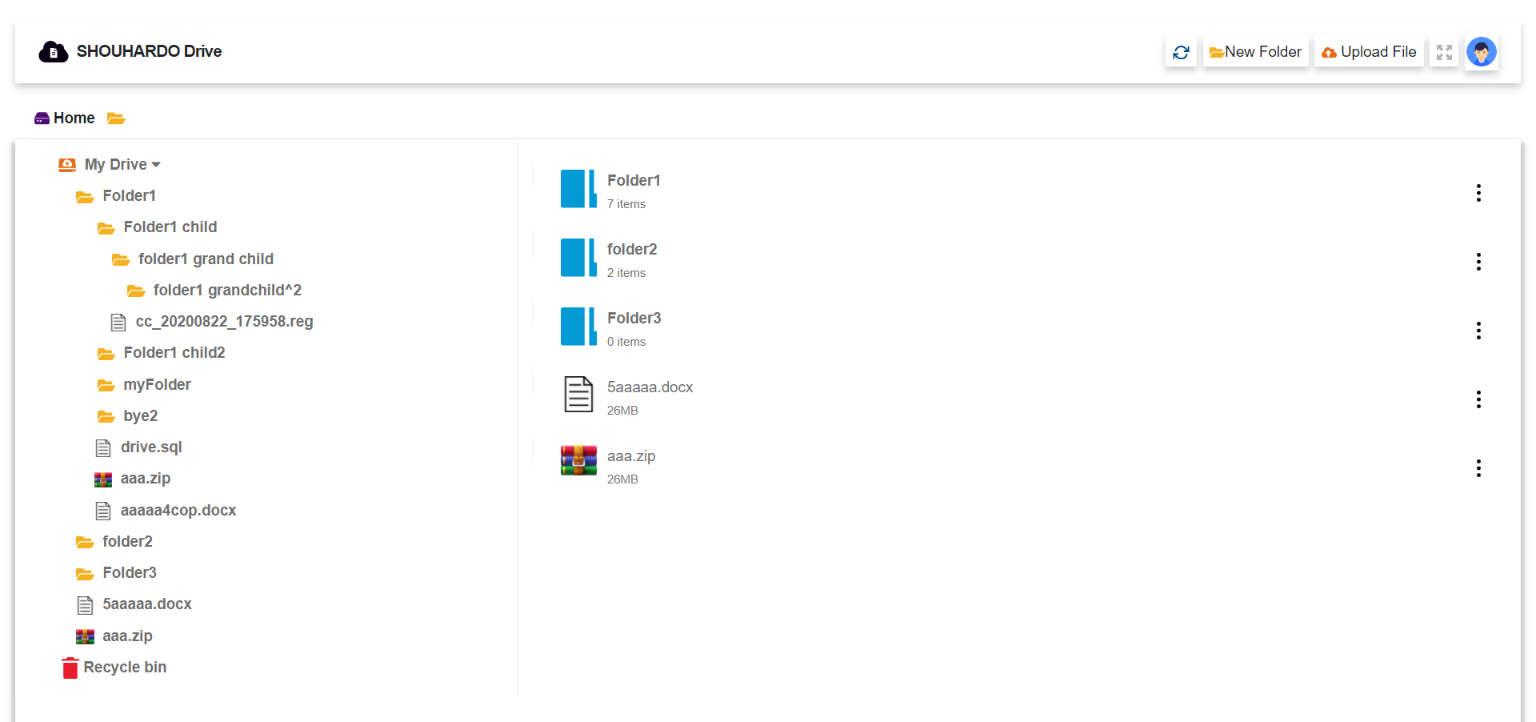 SHOUHARDO Drive
New Folder
Upload File
Home
My Drive
Folder1
Folder1 child
folder1 grand child
folder1 grandchild^2
cc_20200822_175958.reg
Folder1 child2
myFolder
bye2
drive.sql
aaa.zip
aaaaa4cop.docx
folder2
Folder3
5aaaaa.docx
aaa.zip
Recycle bin
Folder1
7 items
folder2
2 items
Folder3
0 items
5aaaaa.docx
26MB
aaa.zip
26MB